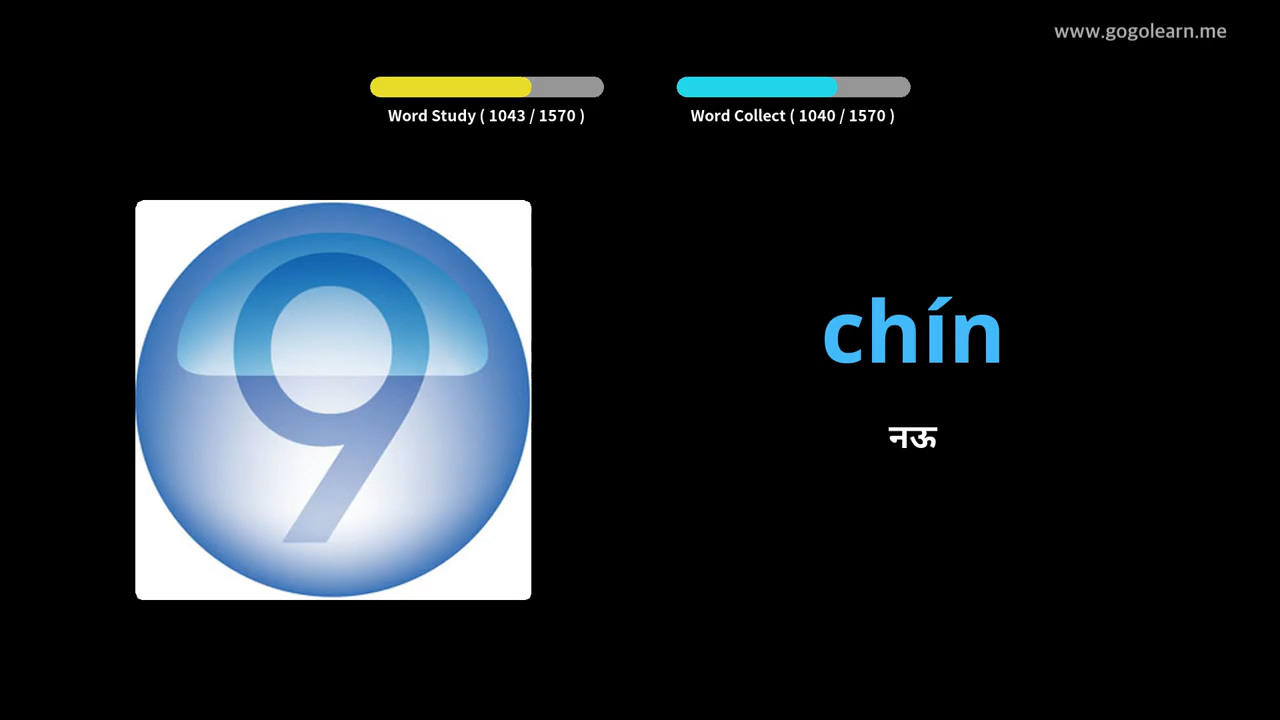 www.gogolearn.me
Word Study ( 1043 / 1570 )
Word Collect ( 1040 / 1570 )
9
chín
नऊ